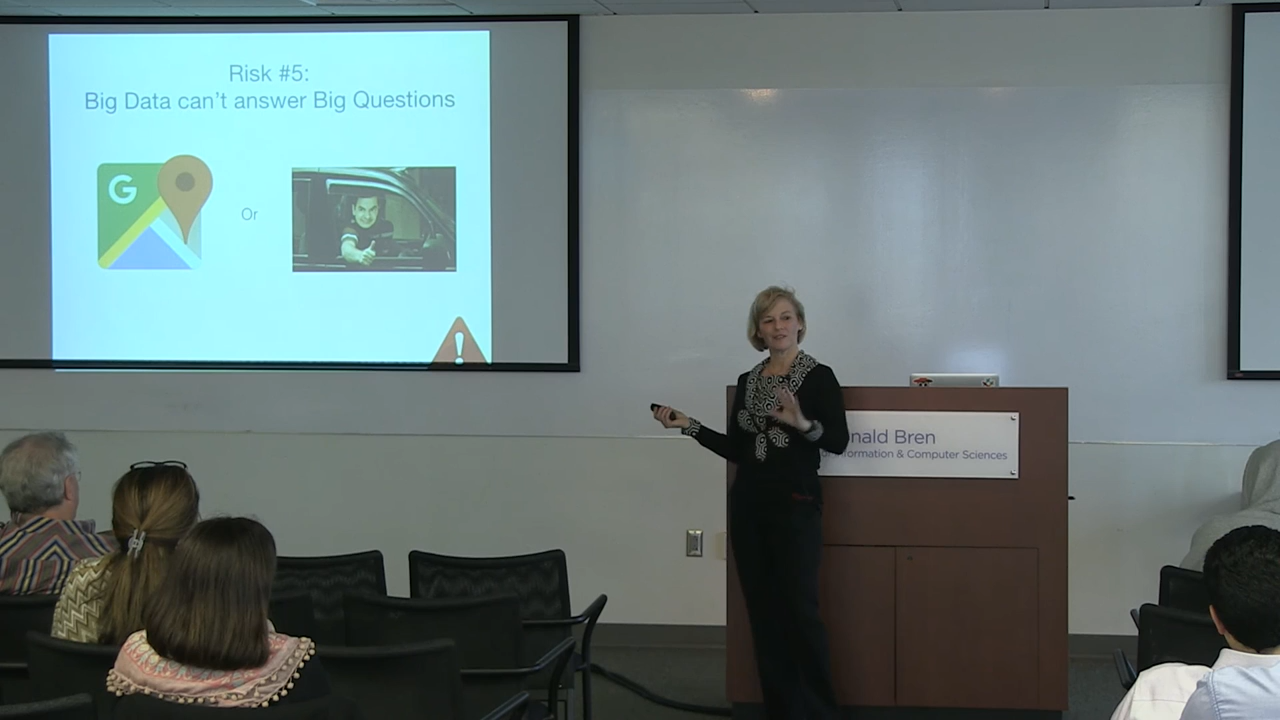 Risk #5:
Big Data can't answer Big Questions
G
Or
!
nald Bren
formation & Computer Sciences